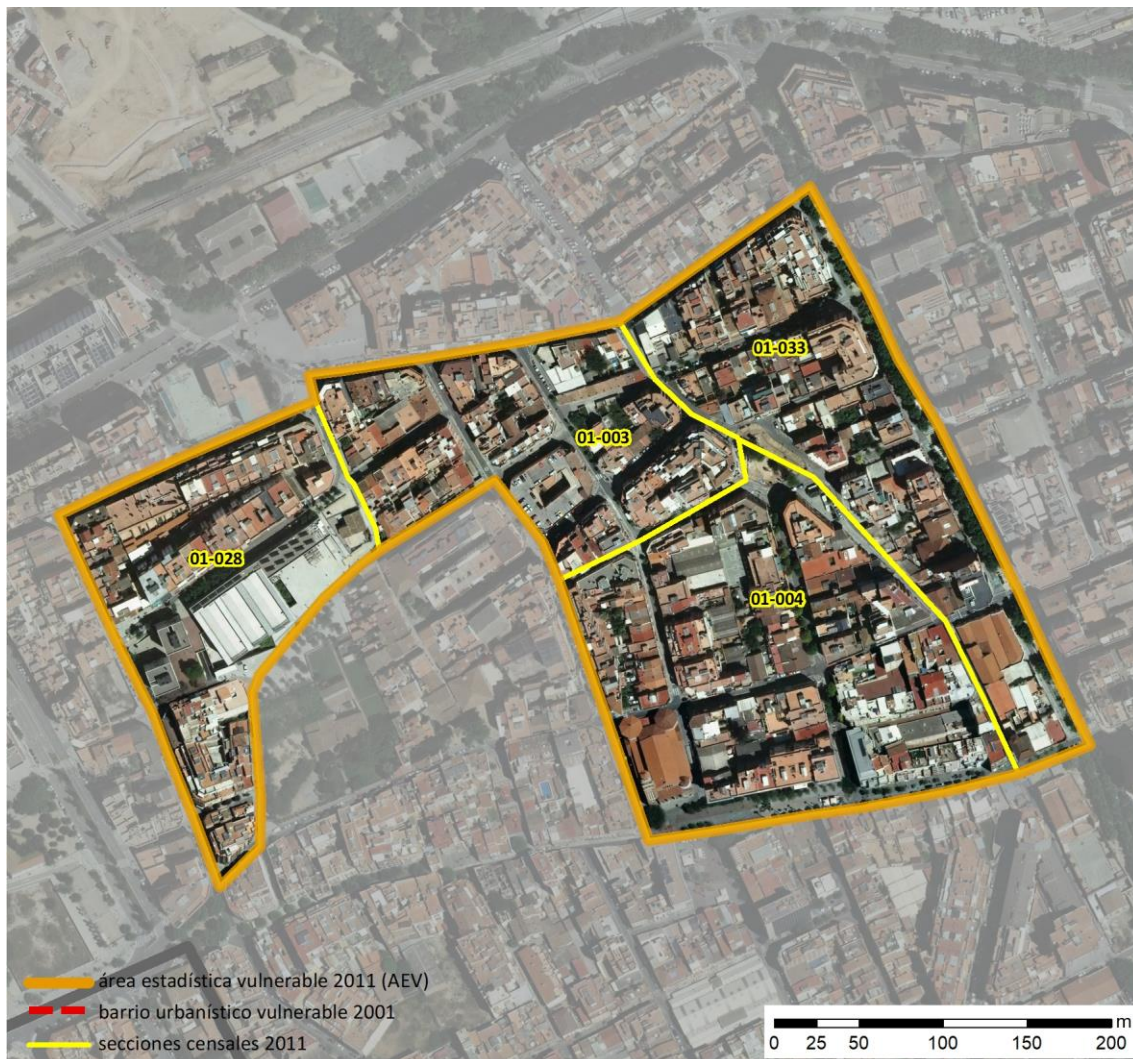 01-033
01-003
01-028
01-004
área estadística vulnerable 2011 (AEV)
barrio urbanístico vulnerable 2001
secciones censales 2011
m
0 25 50 100 150 200